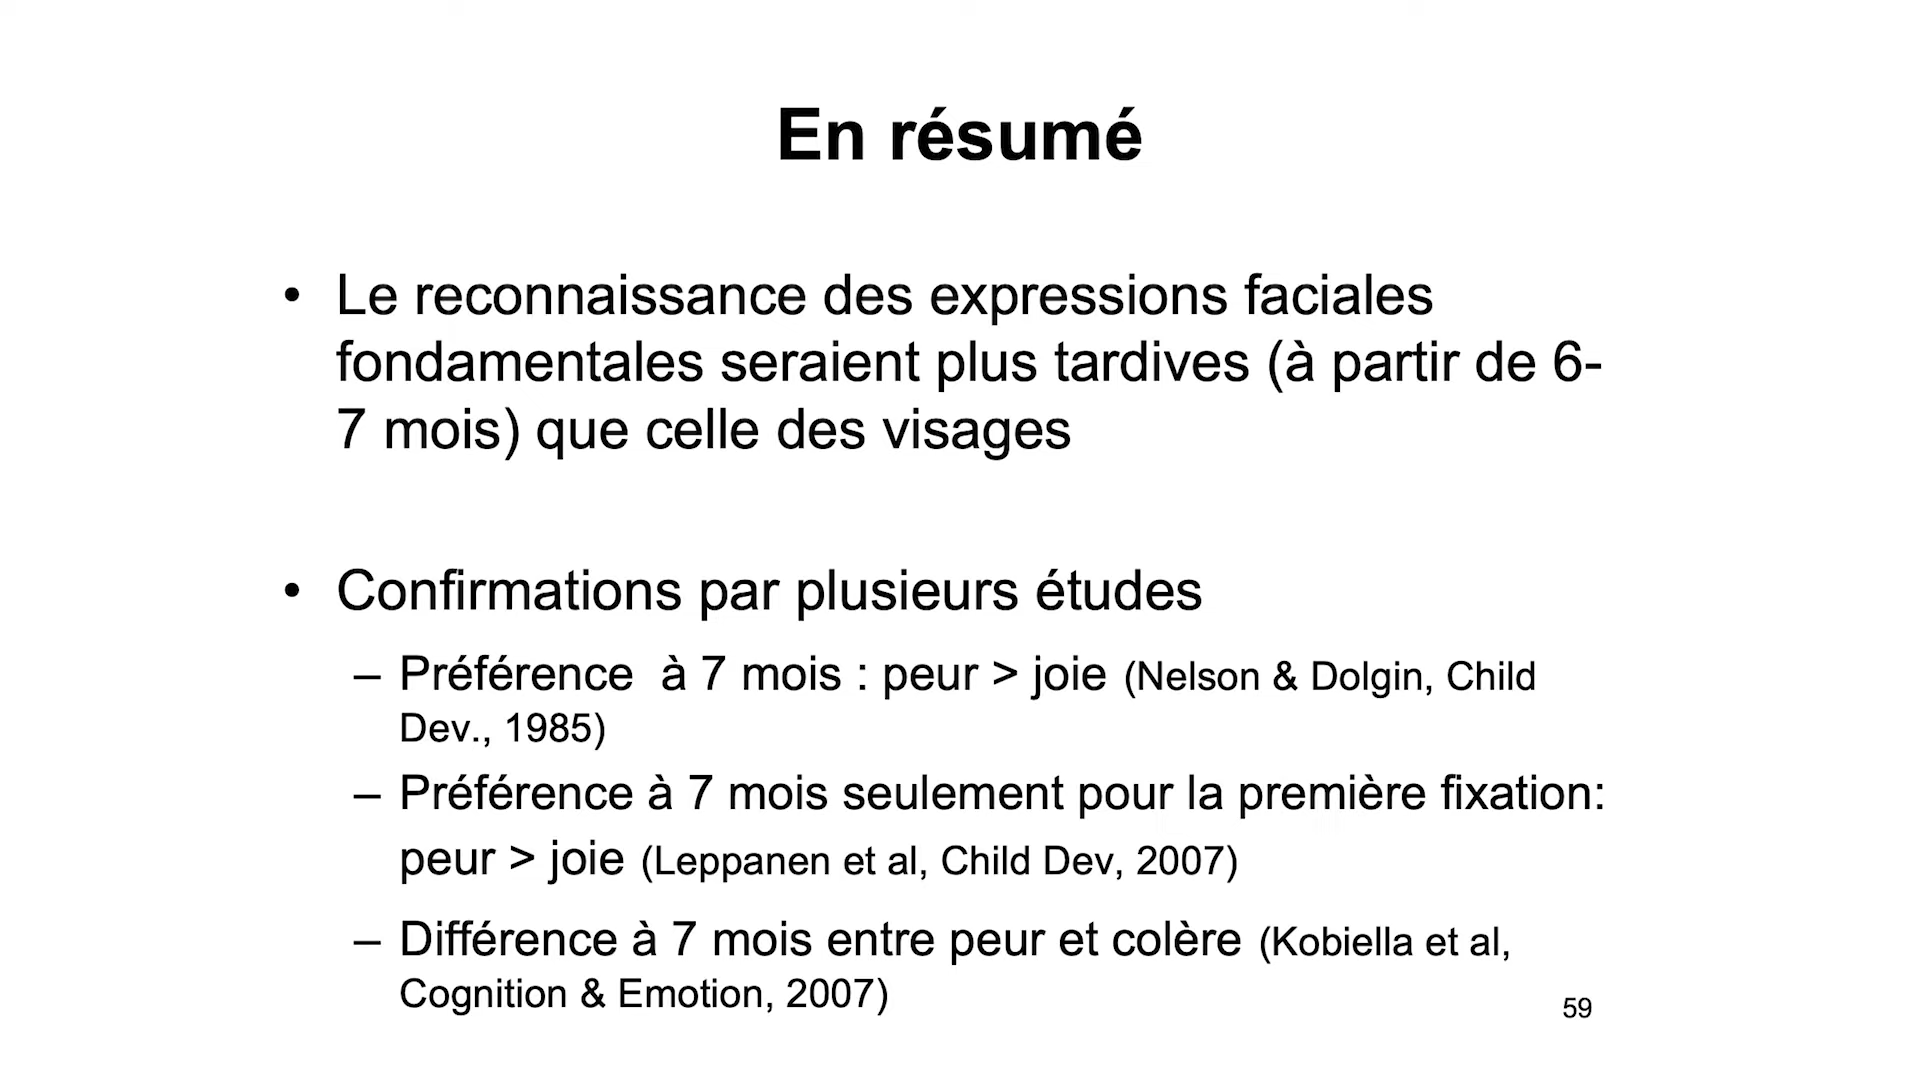 En résumé
• Le reconnaissance des expressions faciales
fondamentales seraient plus tardives (à partir de 6-
7 mois) que celle des visages
• Confirmations par plusieurs études
– Préférence  à 7 mois : peur > joie (Nelson & Dolgin, Child
Dev., 1985)
– Préférence à 7 mois seulement pour la première fixation:
peur > joie (Leppanen et al, Child Dev, 2007)
– Différence à 7 mois entre peur et colère (Kobiella et al,
Cognition & Emotion, 2007)
59